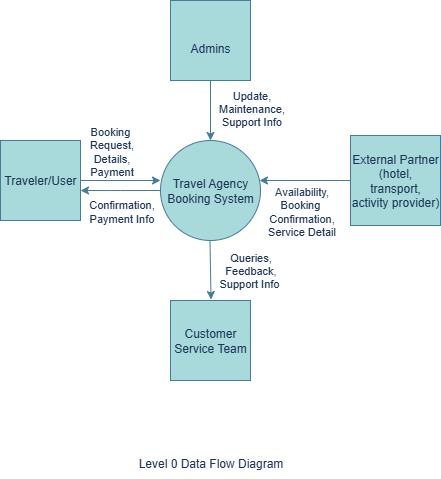 Admins
Update,
Maintenance,
Support Info
Booking
Request,
Details,
Payment
Traveler/User
Confirmation,
Payment Info
Travel Agency
Booking System
External Partner
(hotel,
transport,
activity provider)
Availability,
Booking
Confirmation,
Service Detail
Queries,
Feedback,
Support Info
Customer
Service Team
Level 0 Data Flow Diagram